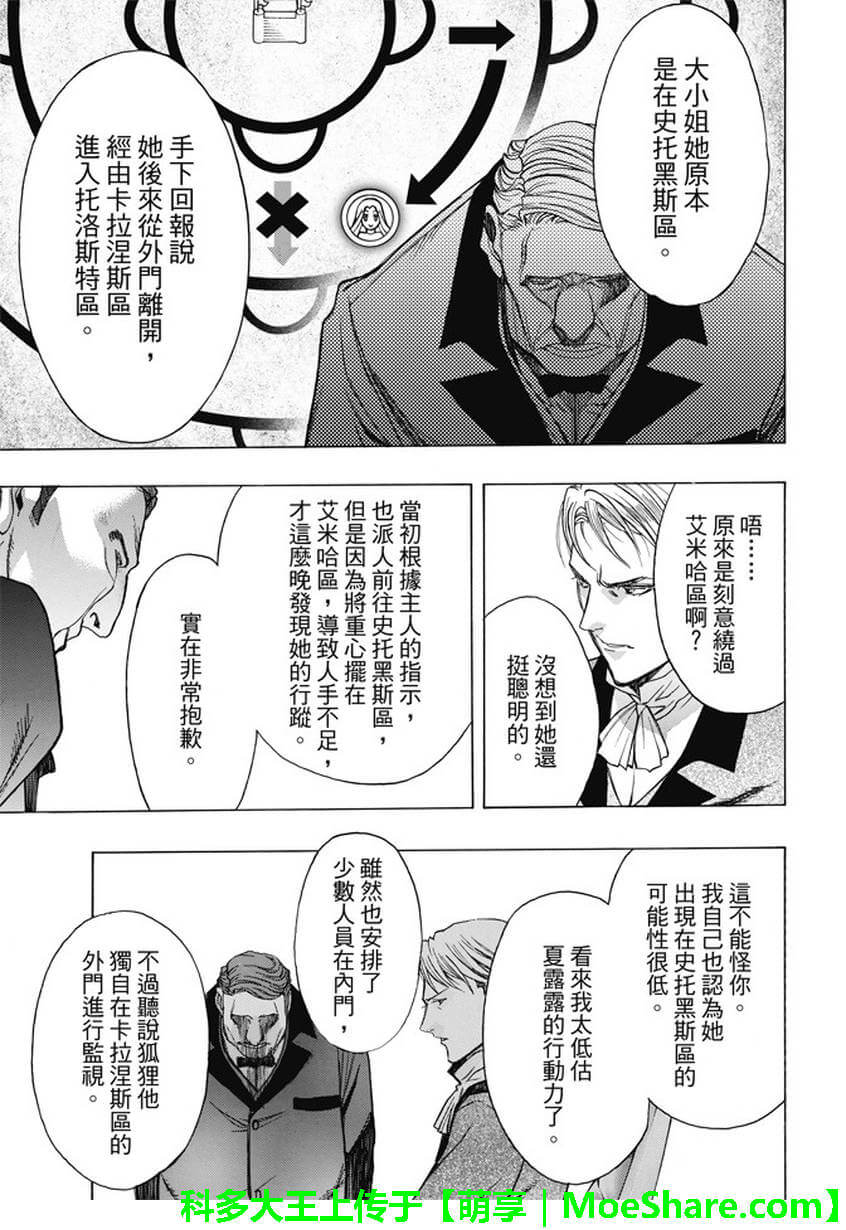 大小姐她原本
是在史托黑斯區。
手下回報說
她後來從外門離開，
經由卡拉涅斯區
進入托洛斯特區。
唔……
原來是刻意繞過
艾米哈區啊？
沒想到她還
挺聰明的。
當初根據主人的指示，
也派人前往史托黑斯區，
但是因為將重心擺在
艾米哈區，導致人手不足，
才這麼晚發現她的行蹤。
實在非常抱歉。
這不能怪你。
我自己也認為她
出現在史托黑斯區的
可能性很低。
看來我太低估
夏露露的行動力了。
雖然也安排了
少數人員在內門，
不過聽說狐狸他
獨自在卡拉涅斯區的
外門進行監視。
科多大王上传于【萌享｜MoeShare.com】